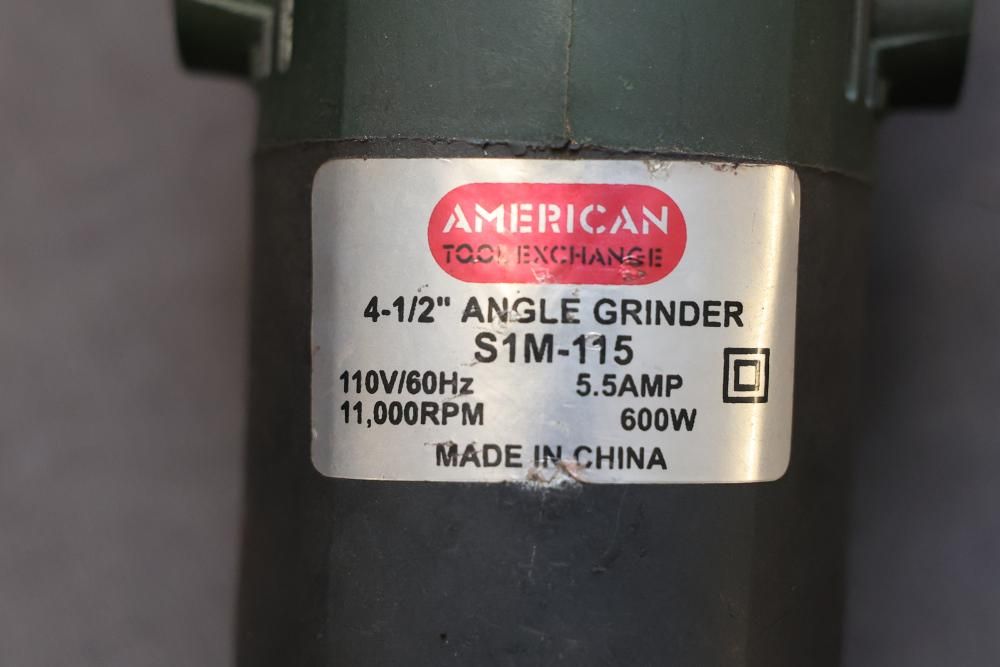 AMERICAN
TOOL EXCHANGE
4-1/2" ANGLE GRINDER
S1M-115
110V/60Hz 5.5AMP
11,000RPM 600W
MADE IN CHINA